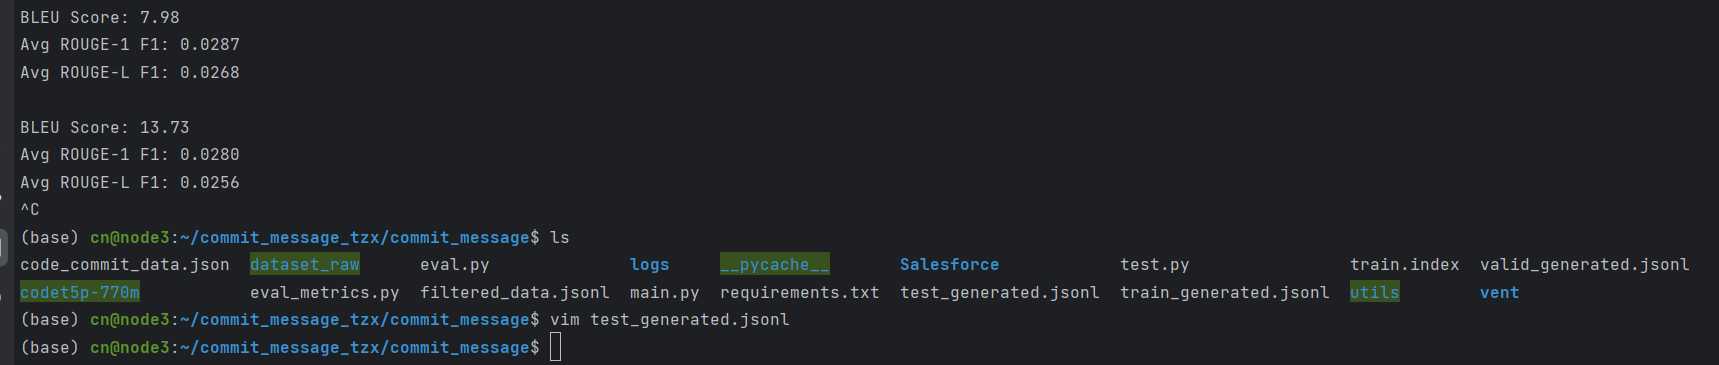 BLEU Score: 7.98
Avg ROUGE-1 F1: 0.0287
Avg ROUGE-L F1: 0.0268
BLEU Score: 13.73
Avg ROUGE-1 F1: 0.0280
Avg ROUGE-L F1: 0.0256
^C
(base) cn@node3:~/commit_message_tzx/commit_message$ ls
code_commit_data.json dataset_raw eval.py logs __pycache__ Salesforce test.py train.index valid_generated.jsonl
codet5p-770m eval_metrics.py filtered_data.jsonl main.py requirements.txt test_generated.jsonl train_generated.jsonl utils vent
(base) cn@node3:~/commit_message_tzx/commit_message$ vim test_generated.jsonl
(base) cn@node3:~/commit_message_tzx/commit_message$